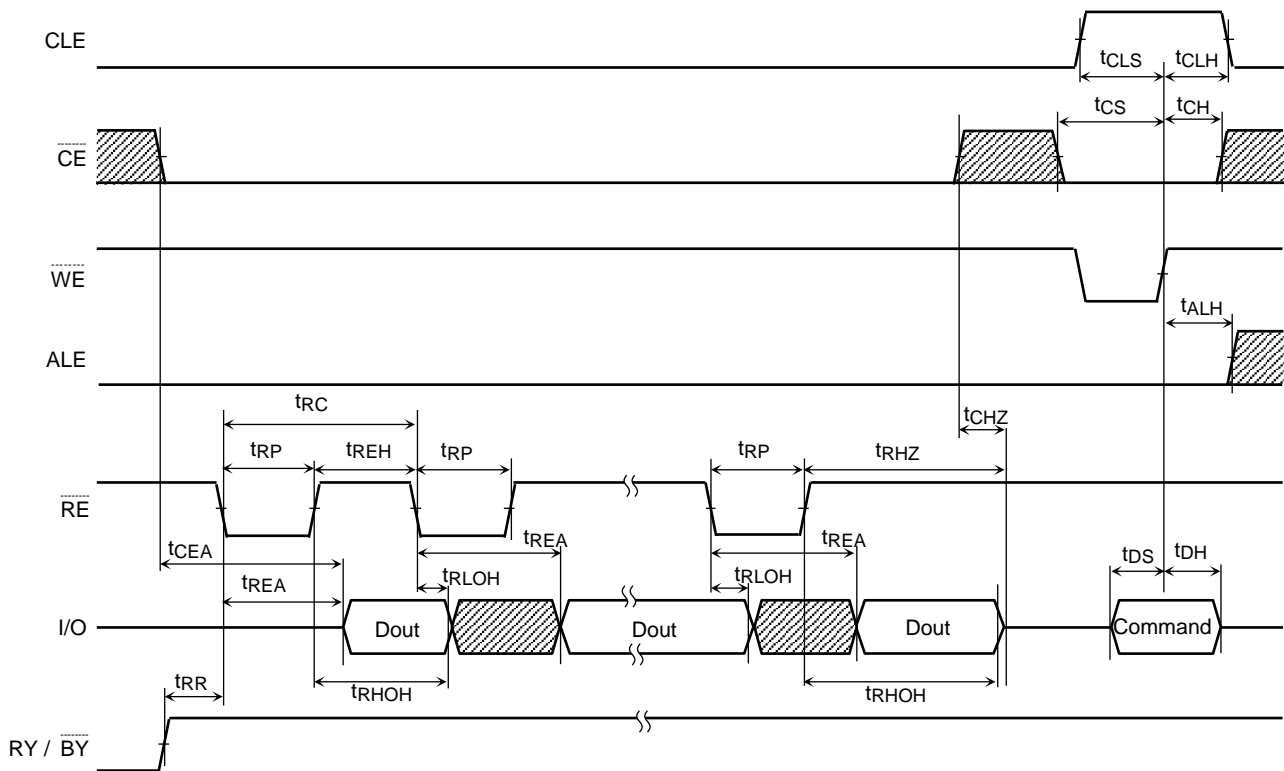 CLE
tCLS tCLH
tCS tCH
CE
WE
tALH
ALE
tRC
tCHZ
tRP tREH tRP tRP tRHZ
RE
tCEA tREA tREA tDS tDH
tREA tRLOH tRLOH
I/O Dout Dout Dout Command
tRR tRHOH tRHOH
RY / BY